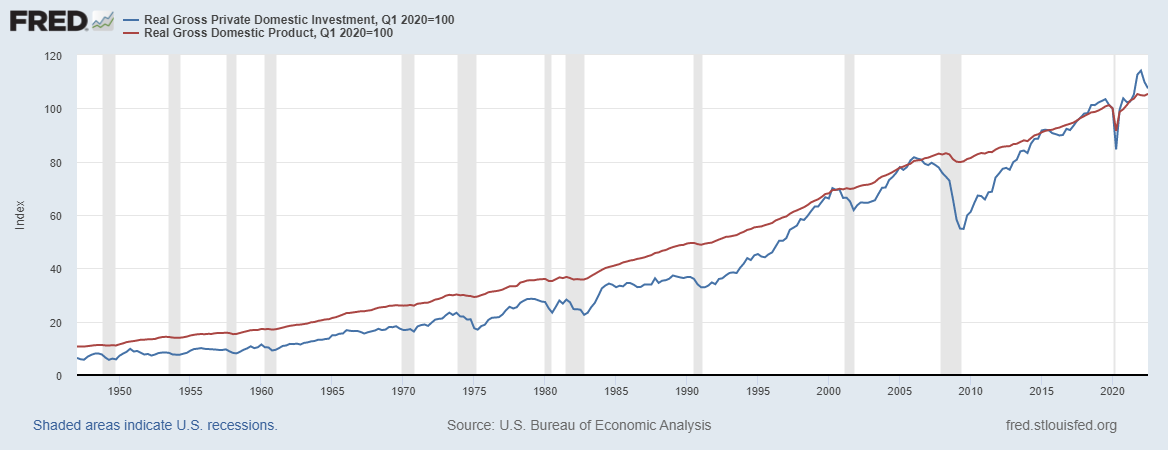 FRED
Real Gross Private Domestic Investment, Q1 2020=100
Real Gross Domestic Product, Q1 2020=100
120
100
80
60
40
20
0
Index
1950 1955 1960 1965 1970 1975 1980 1985 1990 1995 2000 2005 2010 2015 2020
Shaded areas indicate U.S. recessions.
Source: U.S. Bureau of Economic Analysis
fred.stlouisfed.org